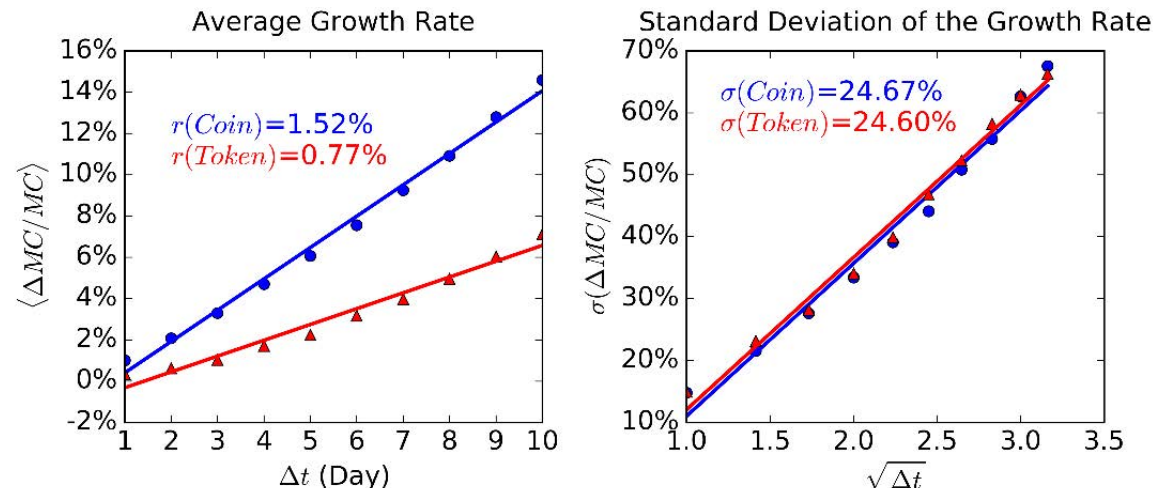 Average Growth Rate
16%
14%
12%
10%
8%
6%
4%
2%
0%
-2%
⟨ΔMC/MC⟩
r(Coin)=1.52%
r(Token)=0.77%
1 2 3 4 5 6 7 8 9 10
Δt (Day)
Standard Deviation of the Growth Rate
70%
60%
50%
40%
30%
20%
10%
σ(ΔMC/MC)
σ(Coin)=24.67%
σ(Token)=24.60%
1.0 1.5 2.0 2.5 3.0 3.5
√Δt